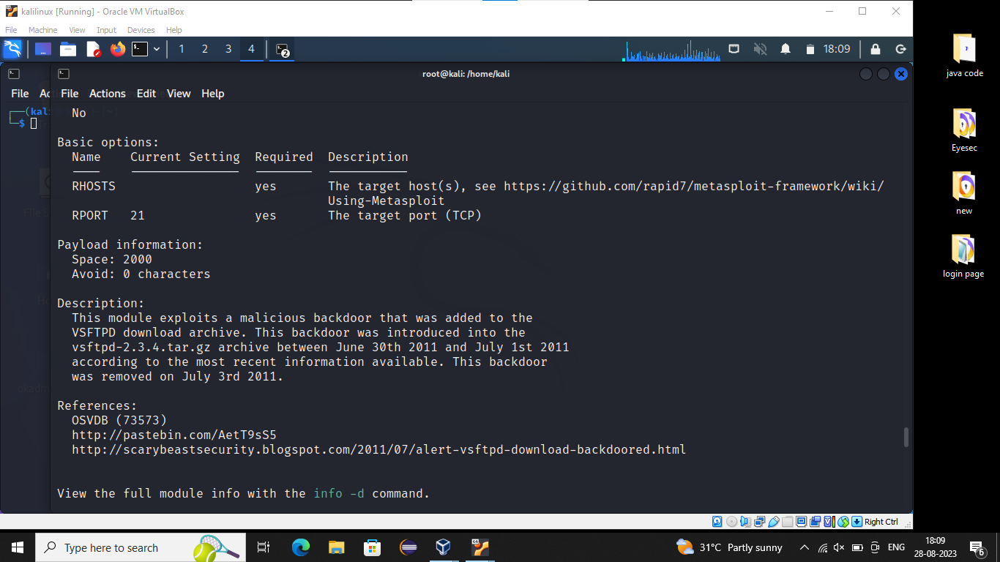 kalilinux [Running] - Oracle VM VirtualBox
File Machine View Input Devices Help
1 2 3 4 2 18:09
root@kali: /home/kali
File Ac File Actions Edit View Help
┌──(kal
└─$
No
Basic options:
Name Current Setting Required Description
RHOSTS yes The target host(s), see https://github.com/rapid7/metasploit-framework/wiki/
Using-Metasploit
RPORT 21 yes The target port (TCP)
Payload information:
Space: 2000
Avoid: 0 characters
Description:
This module exploits a malicious backdoor that was added to the
VSFTPD download archive. This backdoor was introduced into the
vsftpd-2.3.4.tar.gz archive between June 30th 2011 and July 1st 2011
according to the most recent information available. This backdoor
was removed on July 3rd 2011.
References:
OSVDB (73573)
http://pastebin.com/AetT9sS5
http://scarybeastsecurity.blogspot.com/2011/07/alert-vsftpd-download-backdoored.html
View the full module info with the info -d command.
Right Ctrl
java code
Eyesec
new
login page
Type here to search
31°C Partly sunny
ENG
18:09
28-08-2023
6